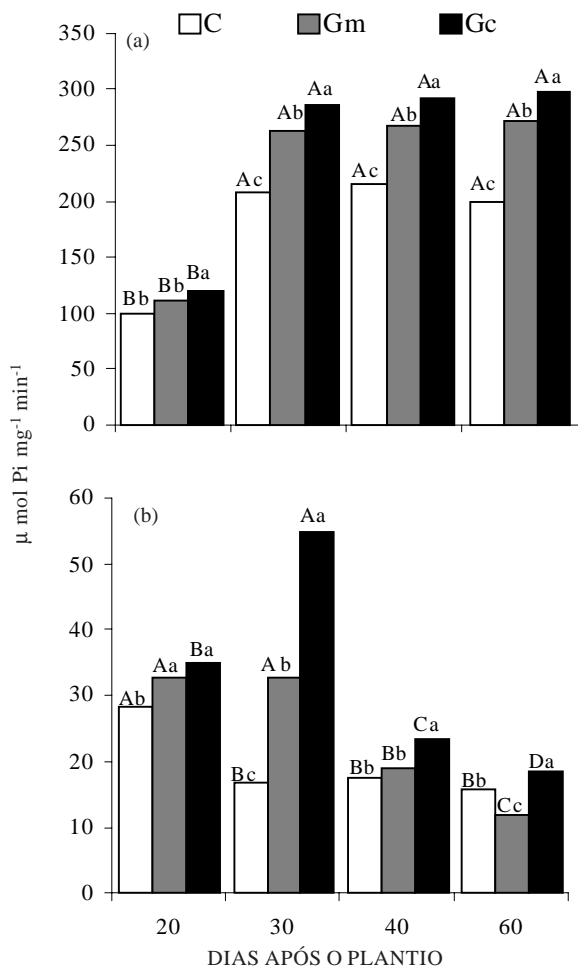 (a) C Gm Gc
350
300
250
200
150
100
50
0
Bb Bb Ba
Ac Ab Aa
Ac Ab Aa
Ac Ab Aa
µ mol Pi mg⁻¹ min⁻¹
(b)
60
50
40
30
20
10
0
Ab Aa Ba
Bc Ab Aa
Bb Bb Ca
Bb Cc Da
20 30 40 60
DIAS APÓS O PLANTIO